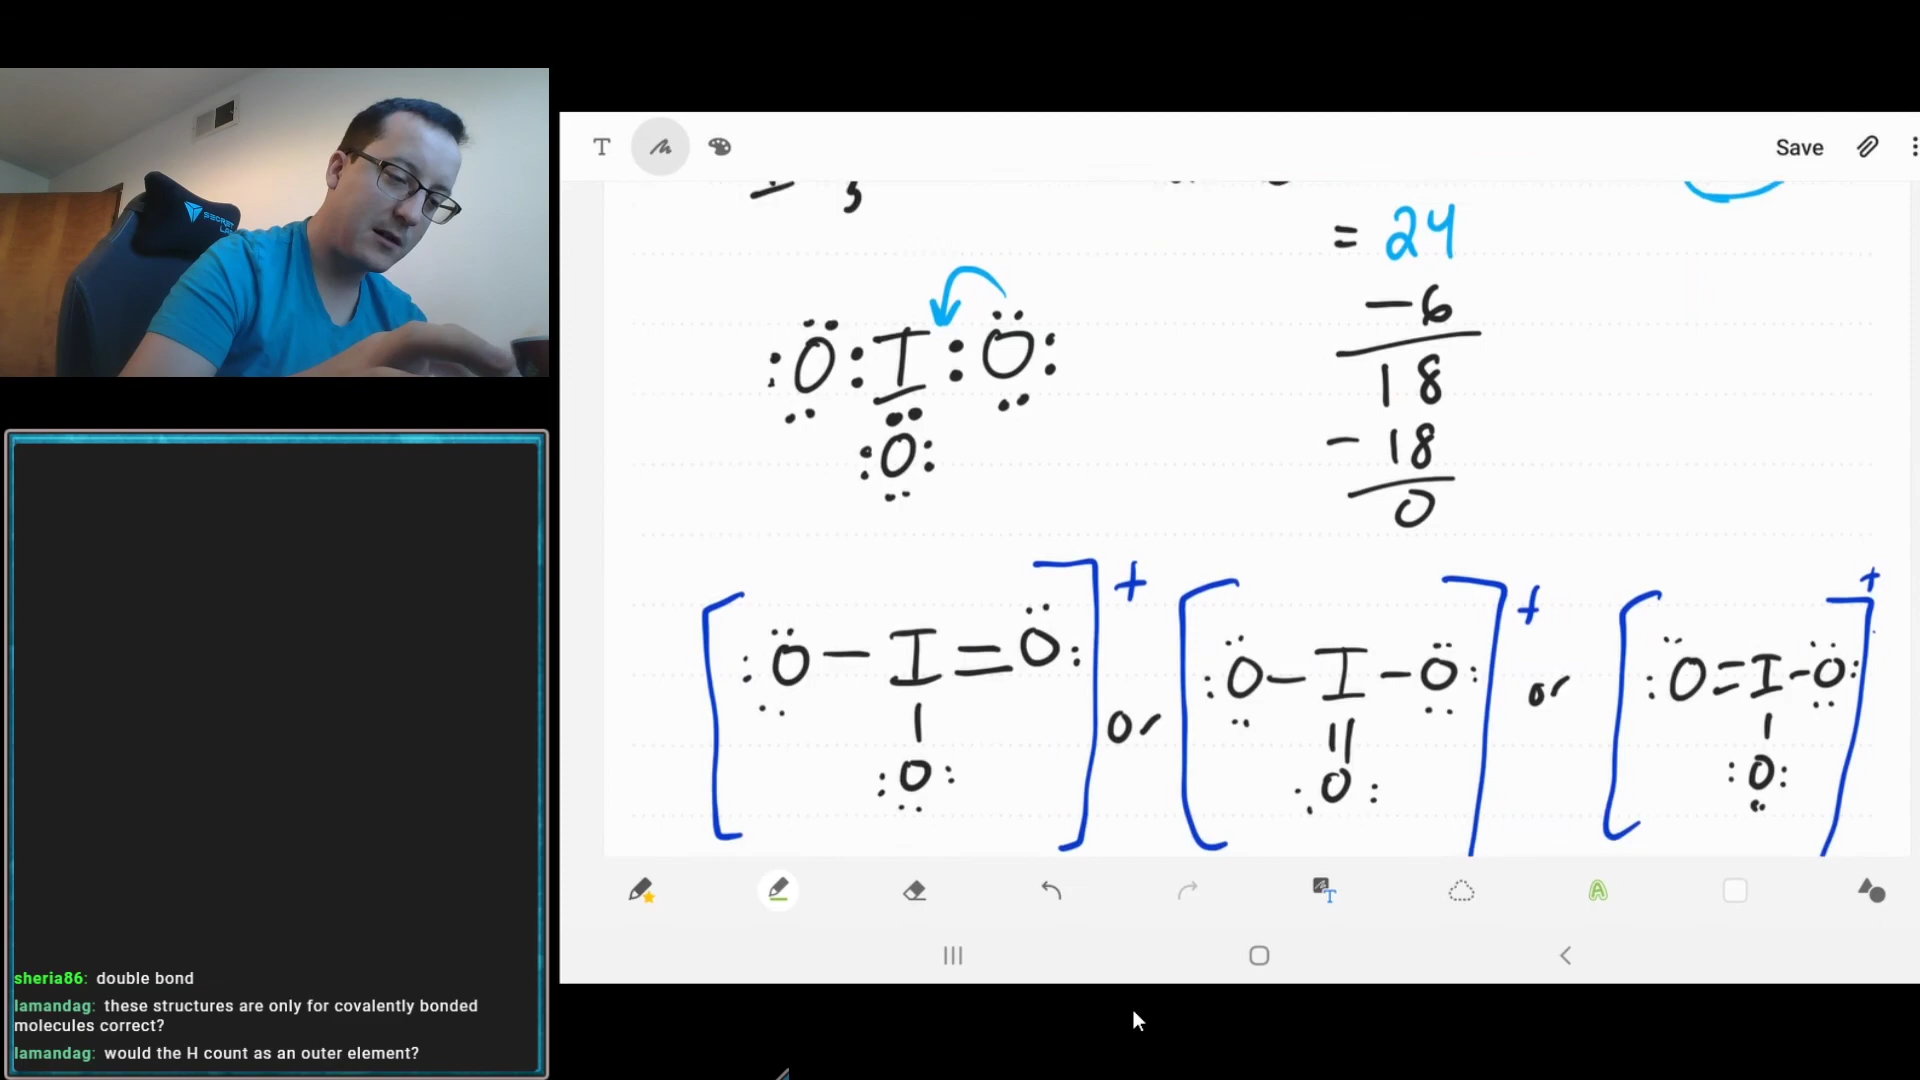 T
Save
SECRET
= 24
- 6
18
- 18
0
:O:I:O:
:O:
[ :O - I = O: ]+ or [ :O - I - O: ]+ or [ :O = I - O: ]+
:O:
:O:
:O:
T
A
sheria86: double bond
lamandag: these structures are only for covalently bonded
molecules correct?
lamandag: would the H count as an outer element?